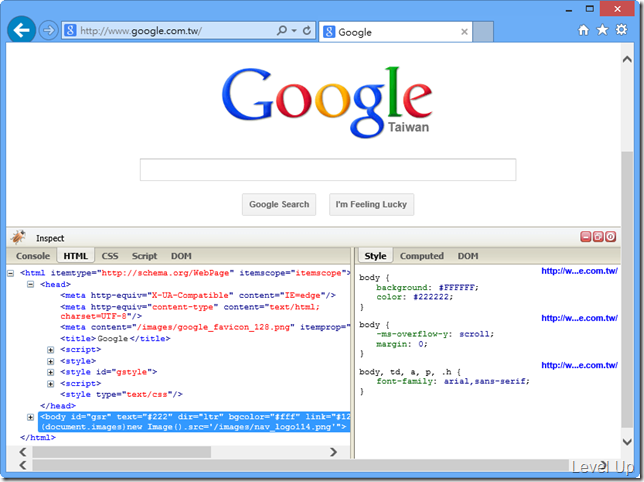 http://www.google.com.tw/
Google
Google
Taiwan
Google Search
I'm Feeling Lucky
Inspect
Console HTML CSS Script DOM
<html itemtype="http://schema.org/WebPage" itemscope="itemscope">
<head>
<meta http-equiv="X-UA-Compatible" content="IE=edge"/>
<meta http-equiv="content-type" content="text/html;
charset=UTF-8"/>
<meta content="/images/google_favicon_128.png" itemprop=
<title>Google</title>
<script>
<style>
<style id="gstyle">
<script>
<style type="text/css"/>
</head>
<body id="gsr" text="#222" dir="ltr" bgcolor="#fff" link="#12
(document.images)new Image().src='/images/nav_logo114.png'">
</html>
Style Computed DOM
http://w...e.com.tw/
body {
background: #FFFFFF;
color: #222222;
}
http://w...e.com.tw/
body {
-ms-overflow-y: scroll;
margin: 0;
}
http://w...e.com.tw/
body, td, a, p, .h {
font-family: arial,sans-serif;
}
Level Up